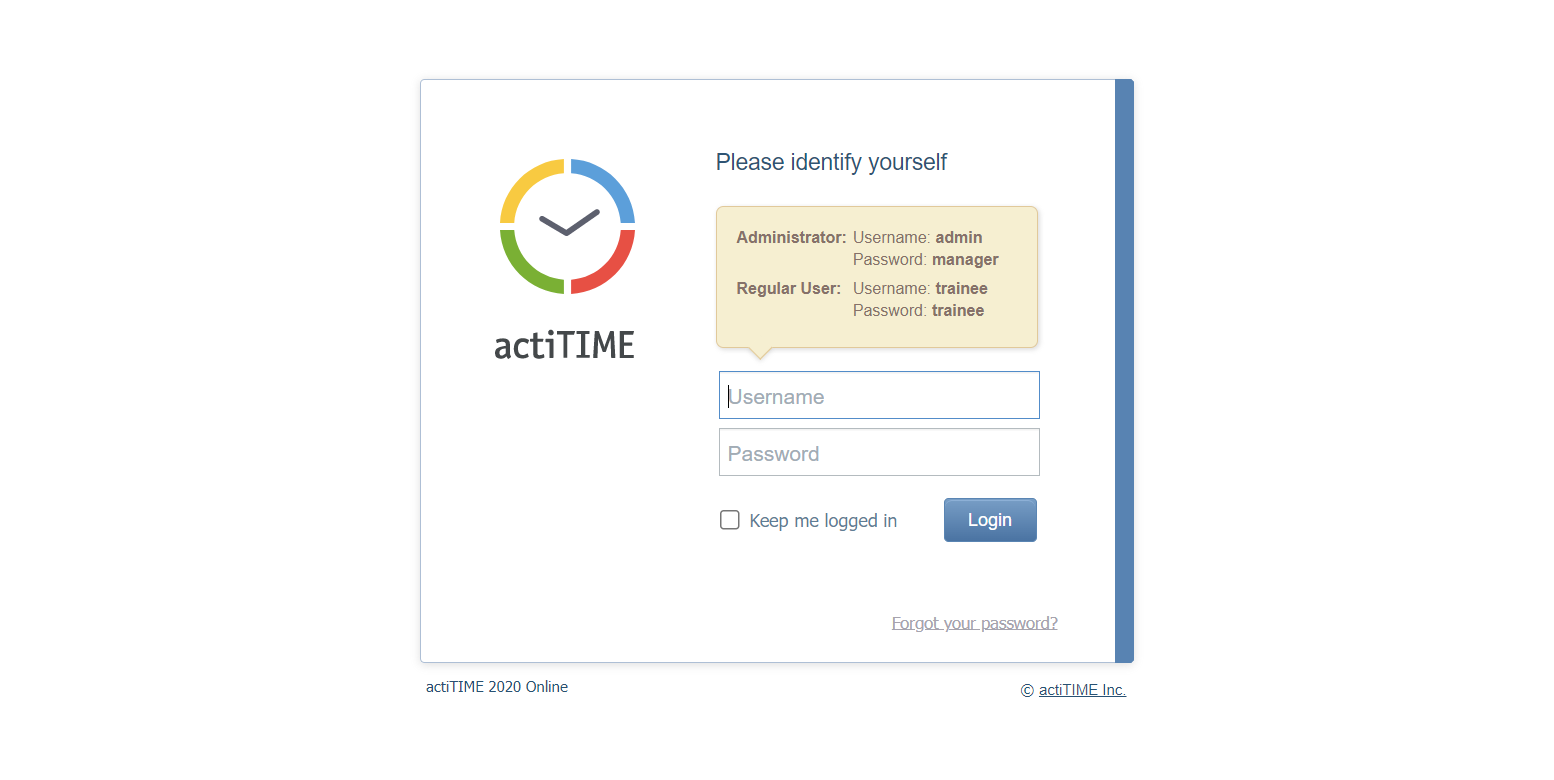 actiTIME
Please identify yourself
Administrator: Username: admin
Password: manager
Regular User: Username: trainee
Password: trainee
Username
Password
Keep me logged in
Login
Forgot your password?
actiTIME 2020 Online
© actiTIME Inc.